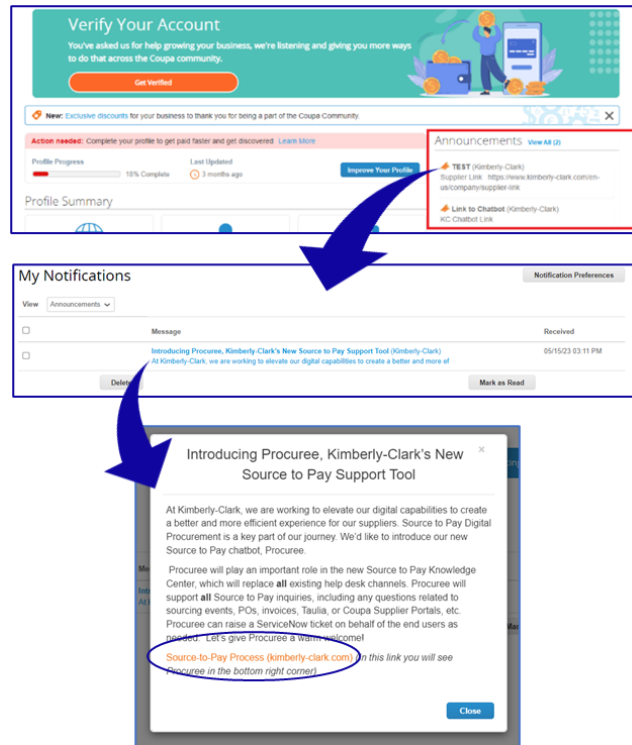 Verify Your Account
You've asked us for help growing your business, we're listening and giving you more ways
to do that across the Coupa community.
Get Verified
New: Exclusive discounts for your business to thank you for being a part of the Coupa Community.
Action needed: Complete your profile to get paid faster and get discovered Learn More
Profile Progress
Last Updated
18% Complete
3 months ago
Improve Your Profile
Profile Summary
Announcements View All (2)
TEST (Kimberly-Clark)
Supplier Link https://www.kimberly-clark.com/en-
us/company/supplier-link
Link to Chatbot (Kimberly-Clark)
KC Chatbot Link
My Notifications
Notification Preferences
View Announcements
Message
Received
Introducing Procuree, Kimberly-Clark's New Source to Pay Support Tool (Kimberly-Clark)
05/15/23 03:11 PM
At Kimberly-Clark, we are working to elevate our digital capabilities to create a better and more ef
Delete
Mark as Read
Introducing Procuree, Kimberly-Clark's New
Source to Pay Support Tool
At Kimberly-Clark, we are working to elevate our digital capabilities to create
a better and more efficient experience for our suppliers. Source to Pay Digital
Procurement is a key part of our journey. We'd like to introduce our new
Source to Pay chatbot, Procuree.
Procuree will play an important role in the new Source to Pay Knowledge
Center, which will replace all existing help desk channels. Procuree will
support all Source to Pay inquiries, including any questions related to
sourcing events, POs, invoices, Taulia, or Coupa Supplier Portals, etc.
Procuree can raise a ServiceNow ticket on behalf of the end users as
needed. Let's give Procuree a warm welcome!
Source-to-Pay Process (kimberly-clark.com) (in this link you will see
Procuree in the bottom right corner)
Close